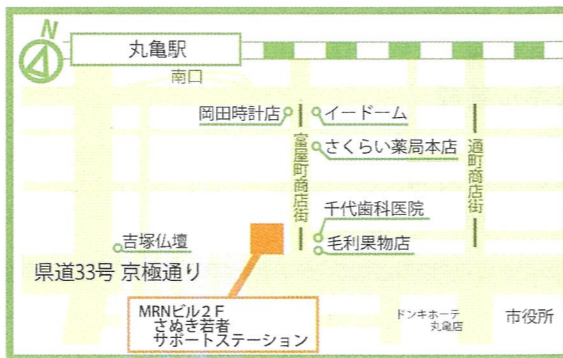 N
丸亀駅
南口
岡田時計店
イードーム
さくらい薬局本店
富屋町商店街
通町商店街
千代歯科医院
毛利果物店
吉塚仏壇
県道33号 京極通り
MRNビル2F
さぬき若者
サポートステーション
ドンキホーテ
丸亀店
市役所